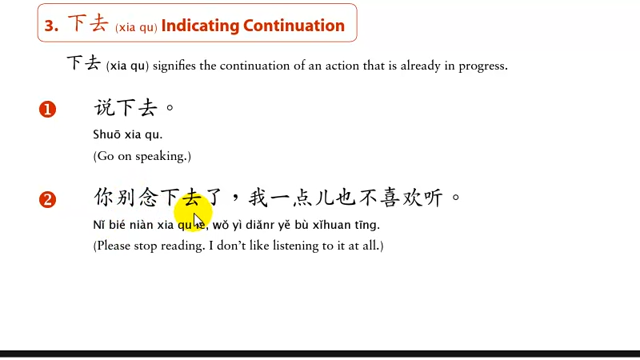 3. 下去 (xia qu) Indicating Continuation
下去 (xia qu) signifies the continuation of an action that is already in progress.
1 说下去。
Shuō xia qu.
(Go on speaking.)
2 你别念下去了，我一点儿也不喜欢听。
Nǐ bié niàn xia qu le, wǒ yì diǎnr yě bù xǐhuan tīng.
(Please stop reading. I don't like listening to it at all.)